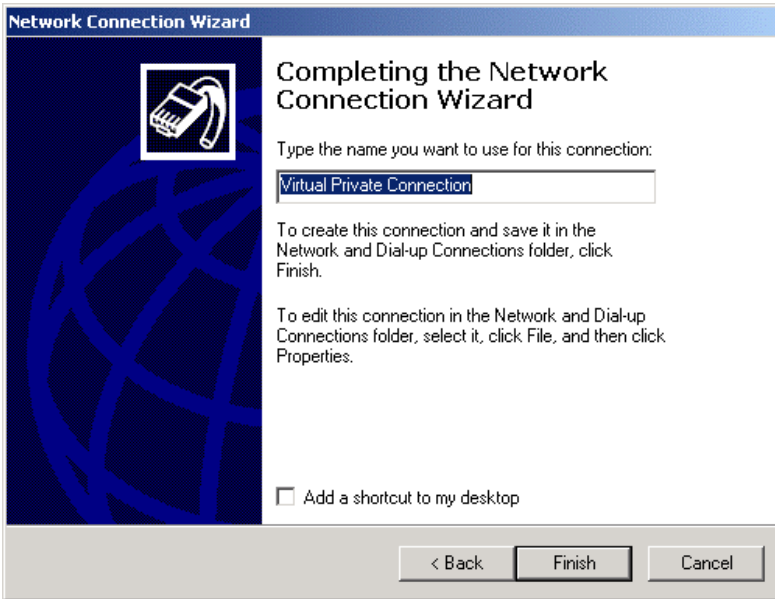 Network Connection Wizard
Completing the Network
Connection Wizard
Type the name you want to use for this connection:
Virtual Private Connection
To create this connection and save it in the
Network and Dial-up Connections folder, click
Finish.
To edit this connection in the Network and Dial-up
Connections folder, select it, click File, and then click
Properties.
Add a shortcut to my desktop
< Back
Finish
Cancel